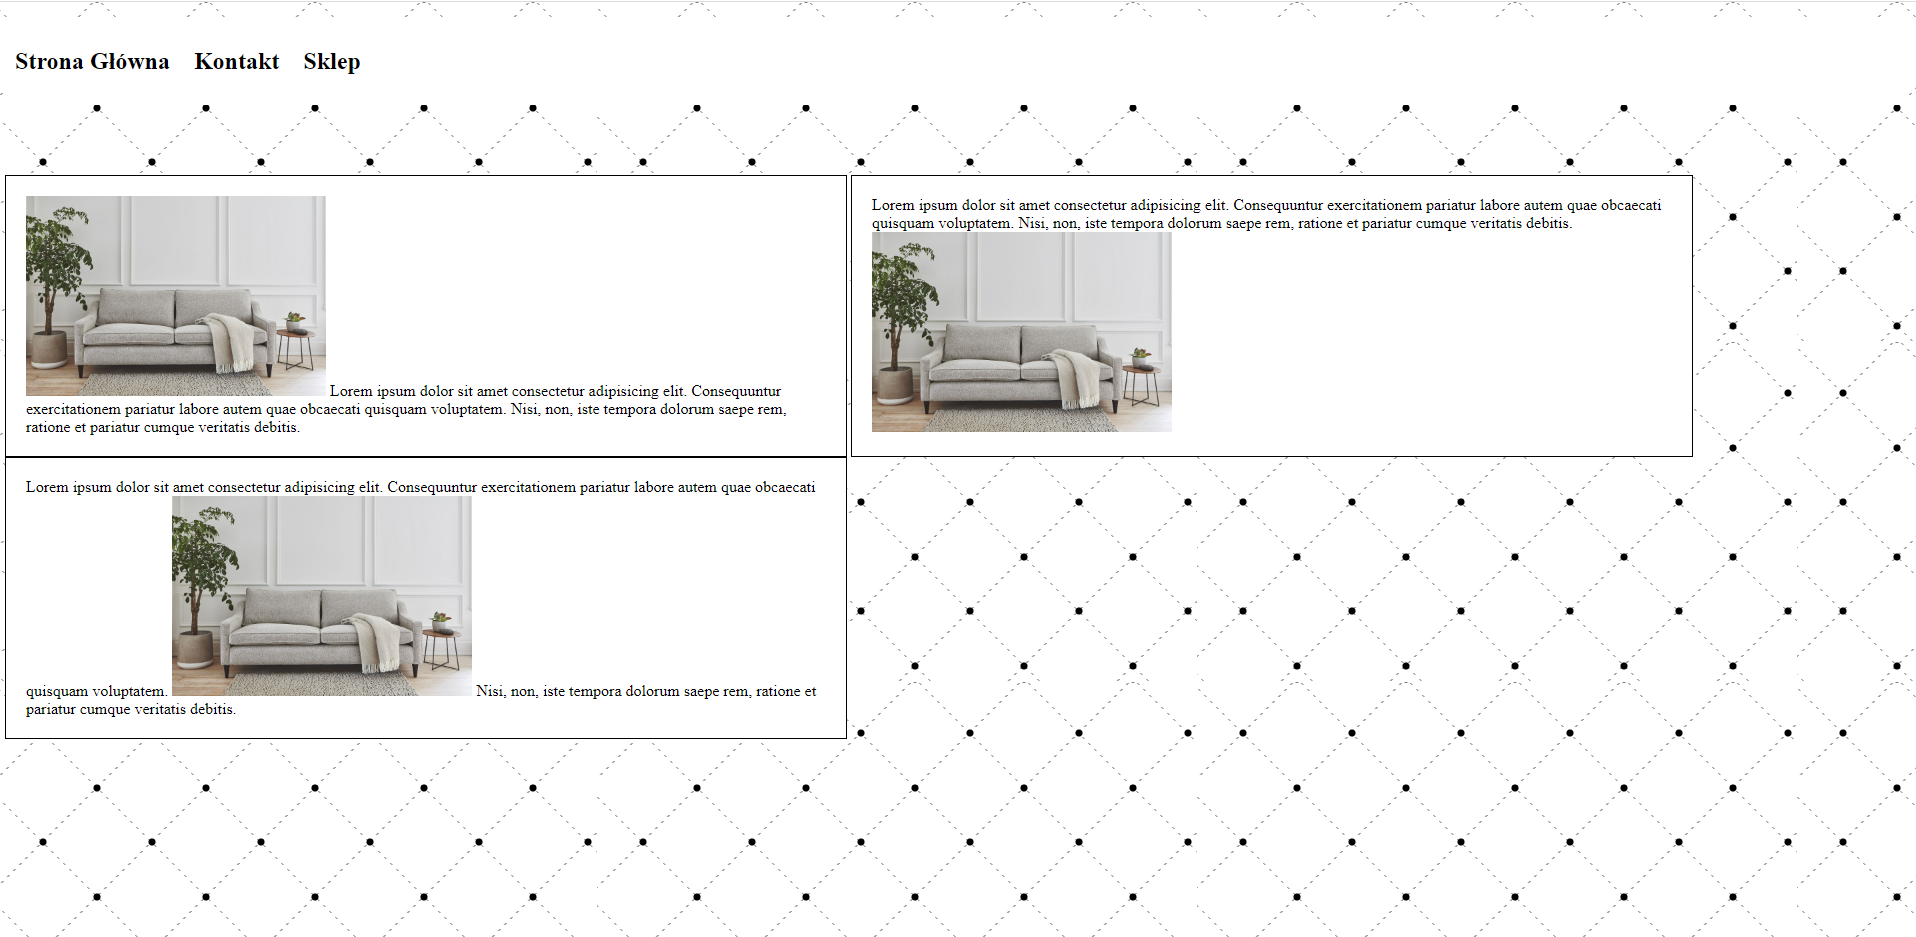 Strona Główna Kontakt Sklep
Lorem ipsum dolor sit amet consectetur adipisicing elit. Consequuntur
exercitationem pariatur labore autem quae obcaecati quisquam voluptatem. Nisi, non, iste tempora dolorum saepe rem,
ratione et pariatur cumque veritatis debitis.
Lorem ipsum dolor sit amet consectetur adipisicing elit. Consequuntur exercitationem pariatur labore autem quae obcaecati
quisquam voluptatem. Nisi, non, iste tempora dolorum saepe rem, ratione et pariatur cumque veritatis debitis.
Lorem ipsum dolor sit amet consectetur adipisicing elit. Consequuntur exercitationem pariatur labore autem quae obcaecati
quisquam voluptatem. Nisi, non, iste tempora dolorum saepe rem, ratione et
pariatur cumque veritatis debitis.